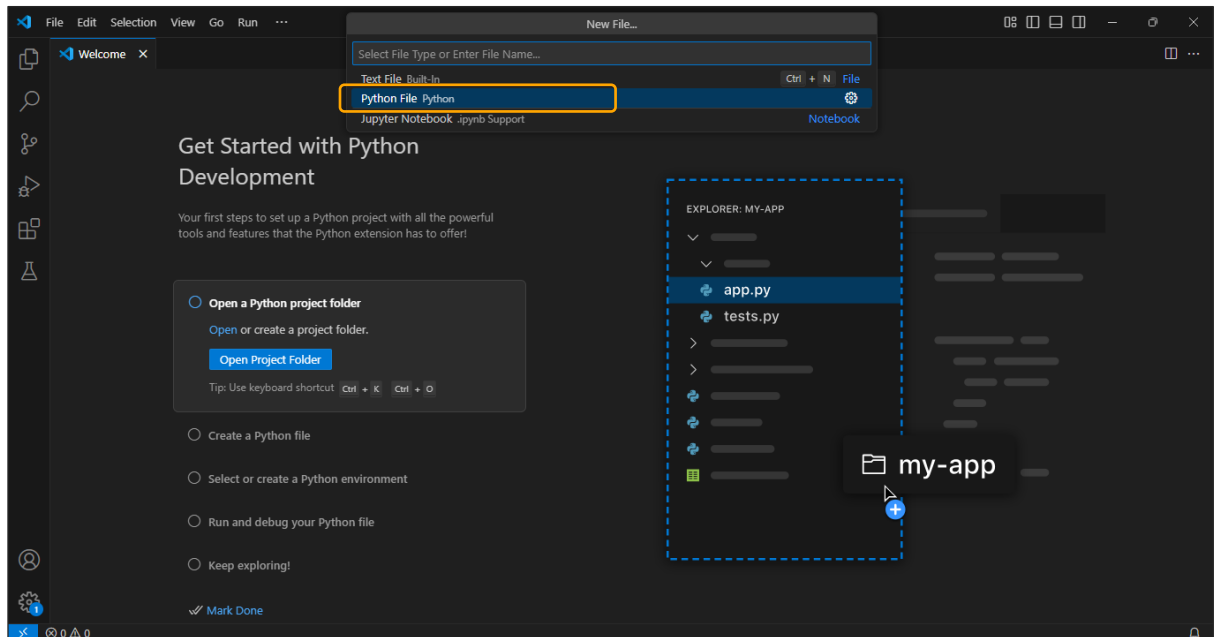 File Edit Selection View Go Run ···
New File...
Welcome
Select File Type or Enter File Name...
Text File Built-In Ctrl + N File
Python File Python
Jupyter Notebook .ipynb Support Notebook
Get Started with Python
Development
Your first steps to set up a Python project with all the powerful
tools and features that the Python extension has to offer!
Open a Python project folder
Open or create a project folder.
Open Project Folder
Tip: Use keyboard shortcut Ctrl + K Ctrl + O
Create a Python file
Select or create a Python environment
Run and debug your Python file
Keep exploring!
Mark Done
EXPLORER: MY-APP
app.py
tests.py
my-app
1
0 0